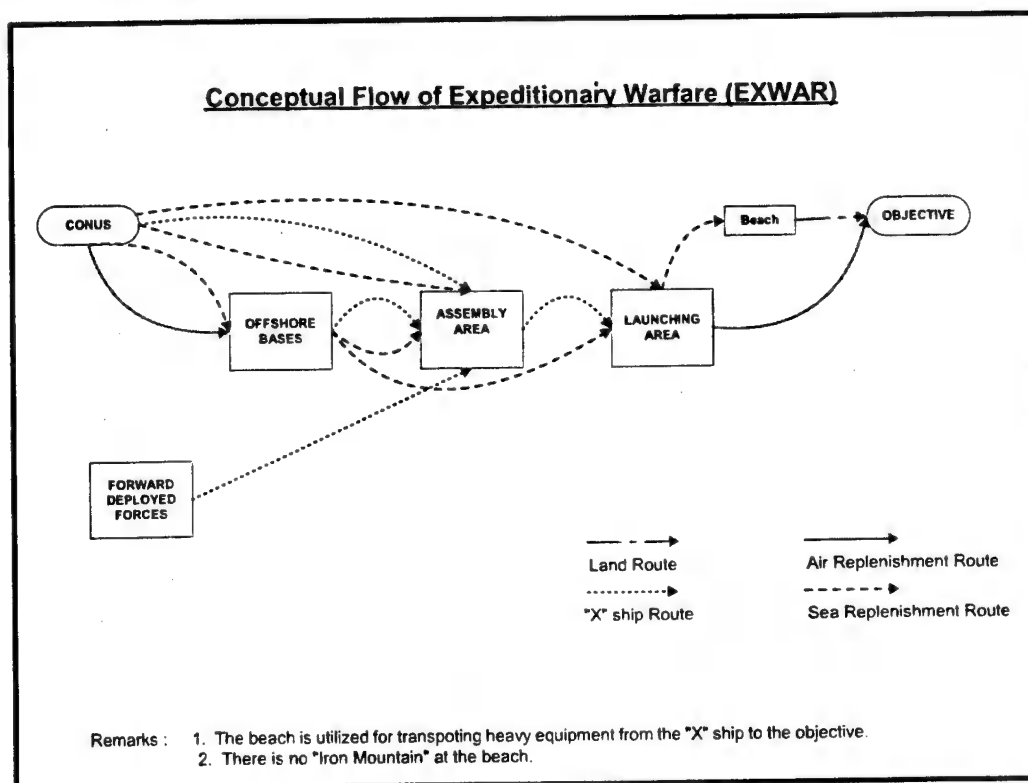 Conceptual Flow of Expeditionary Warfare (EXWAR)
CONUS
Beach
OBJECTIVE
OFFSHORE
BASES
ASSEMBLY
AREA
LAUNCHING
AREA
FORWARD
DEPLOYED
FORCES
Land Route
Air Replenishment Route
"X" ship Route
Sea Replenishment Route
Remarks : 1. The beach is utilized for transpoting heavy equipment from the "X" ship to the objective.
2. There is no "Iron Mountain" at the beach.